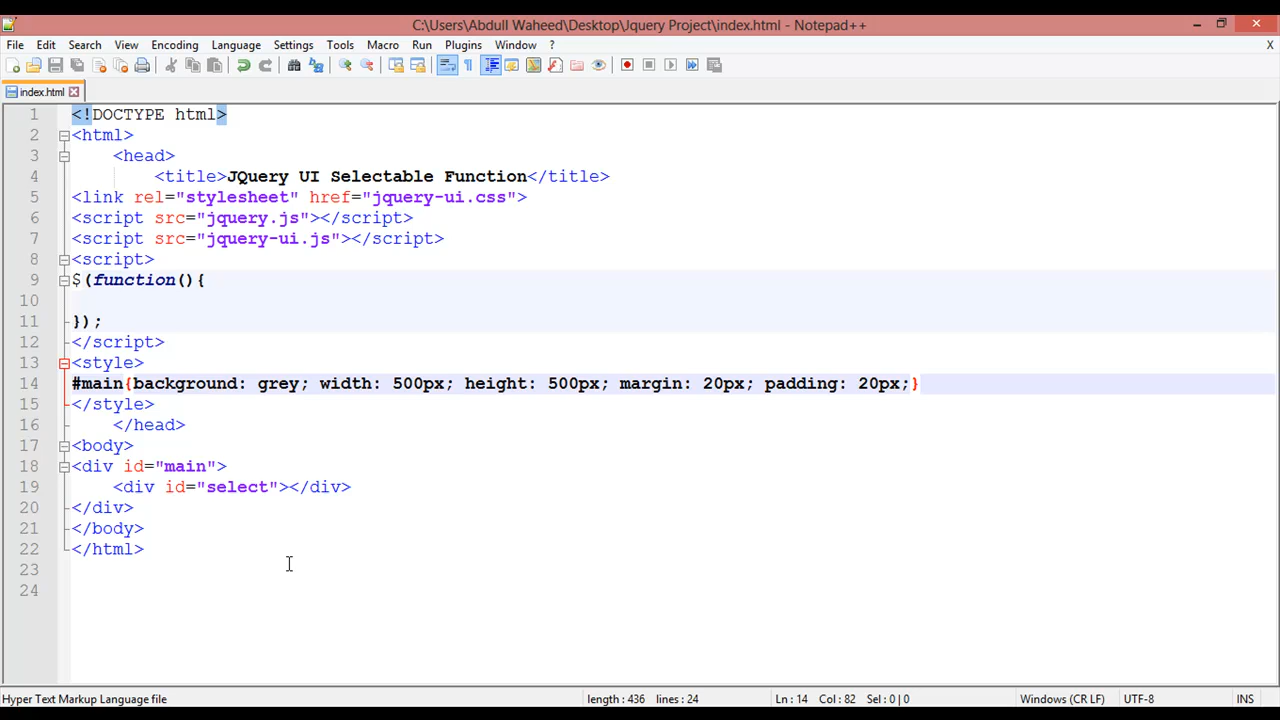 C:\Users\Abdull Waheed\Desktop\Jquery Project\index.html - Notepad++
File Edit Search View Encoding Language Settings Tools Macro Run Plugins Window ? X
index.html
1 <!DOCTYPE html>
2 <html>
3 <head>
4 <title>JQuery UI Selectable Function</title>
5 <link rel="stylesheet" href="jquery-ui.css">
6 <script src="jquery.js"></script>
7 <script src="jquery-ui.js"></script>
8 <script>
9 $(function(){
10
11 });
12 </script>
13 <style>
14 #main{background: grey; width: 500px; height: 500px; margin: 20px; padding: 20px;}
15 </style>
16 </head>
17 <body>
18 <div id="main">
19 <div id="select"></div>
20 </div>
21 </body>
22 </html>
23
24
Hyper Text Markup Language file length : 436 lines : 24 Ln : 14 Col : 82 Sel : 0 | 0 Windows (CR LF) UTF-8 INS